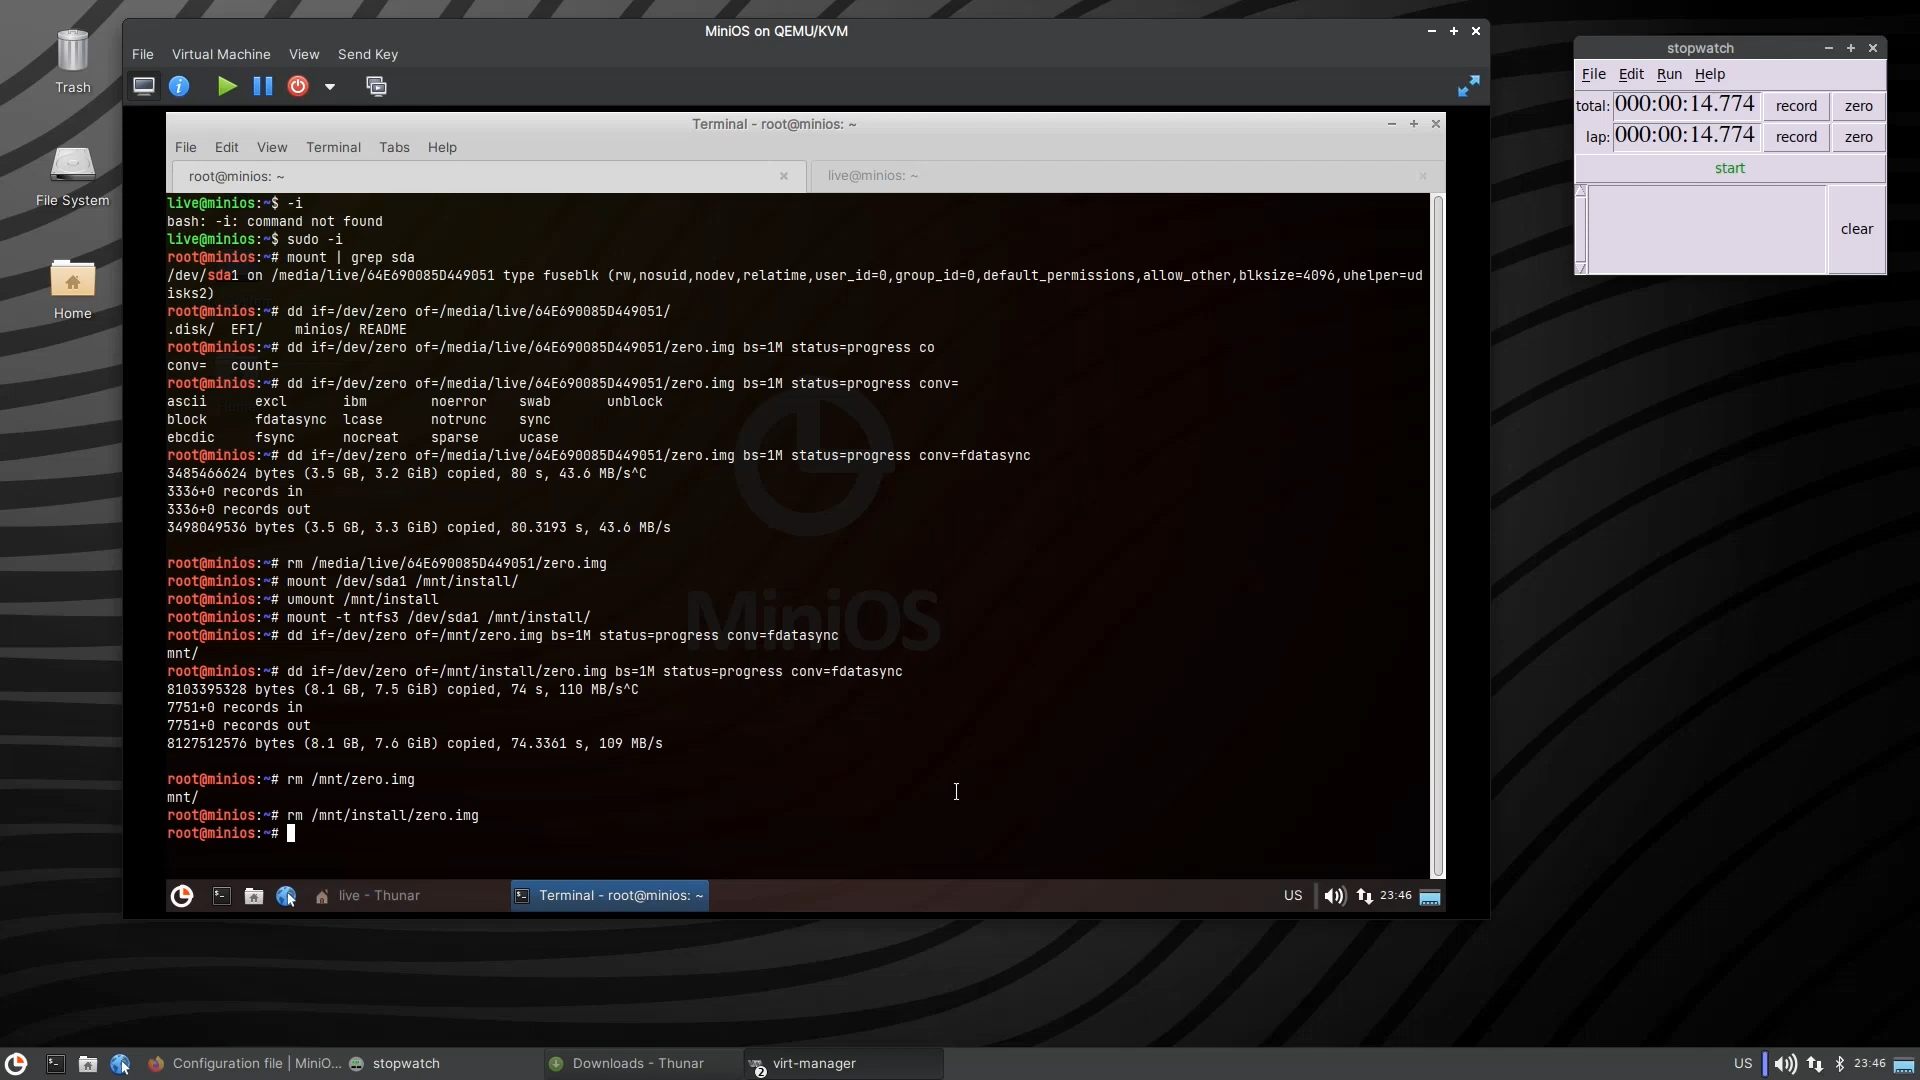 MiniOS on QEMU/KVM
File Virtual Machine View Send Key
Trash
File System
Home
Terminal - root@minios: ~
File Edit View Terminal Tabs Help
root@minios: ~
live@minios: ~
live@minios:~$ -i
bash: -i: command not found
live@minios:~$ sudo -i
root@minios:~# mount | grep sda
/dev/sda1 on /media/live/64E690085D449051 type fuseblk (rw,nosuid,nodev,relatime,user_id=0,group_id=0,default_permissions,allow_other,blksize=4096,uhelper=ud
isks2)
root@minios:~# dd if=/dev/zero of=/media/live/64E690085D449051/
.disk/  EFI/    minios/ README
root@minios:~# dd if=/dev/zero of=/media/live/64E690085D449051/zero.img bs=1M status=progress co
conv=   count=
root@minios:~# dd if=/dev/zero of=/media/live/64E690085D449051/zero.img bs=1M status=progress conv=
ascii      excl       ibm        noerror    swab       unblock
block      fdatasync  lcase      notrunc    sync
ebcdic     fsync      nocreat    sparse     ucase
root@minios:~# dd if=/dev/zero of=/media/live/64E690085D449051/zero.img bs=1M status=progress conv=fdatasync
3485466624 bytes (3.5 GB, 3.2 GiB) copied, 80 s, 43.6 MB/s^C
3336+0 records in
3336+0 records out
3498049536 bytes (3.5 GB, 3.3 GiB) copied, 80.3193 s, 43.6 MB/s
root@minios:~# rm /media/live/64E690085D449051/zero.img
root@minios:~# mount /dev/sda1 /mnt/install/
root@minios:~# umount /mnt/install
root@minios:~# mount -t ntfs3 /dev/sda1 /mnt/install/
root@minios:~# dd if=/dev/zero of=/mnt/zero.img bs=1M status=progress conv=fdatasync
mnt/
root@minios:~# dd if=/dev/zero of=/mnt/install/zero.img bs=1M status=progress conv=fdatasync
8103395328 bytes (8.1 GB, 7.5 GiB) copied, 74 s, 110 MB/s^C
7751+0 records in
7751+0 records out
8127512576 bytes (8.1 GB, 7.6 GiB) copied, 74.3361 s, 109 MB/s
root@minios:~# rm /mnt/zero.img
mnt/
root@minios:~# rm /mnt/install/zero.img
root@minios:~#
MiniOS
live - Thunar
Terminal - root@minios: ~
US 23:46
stopwatch
File Edit Run Help
total: 000:00:14.774 record zero
lap: 000:00:14.774 record zero
start
clear
Configuration file | MiniO...
stopwatch
Downloads - Thunar
2 virt-manager
US 23:46